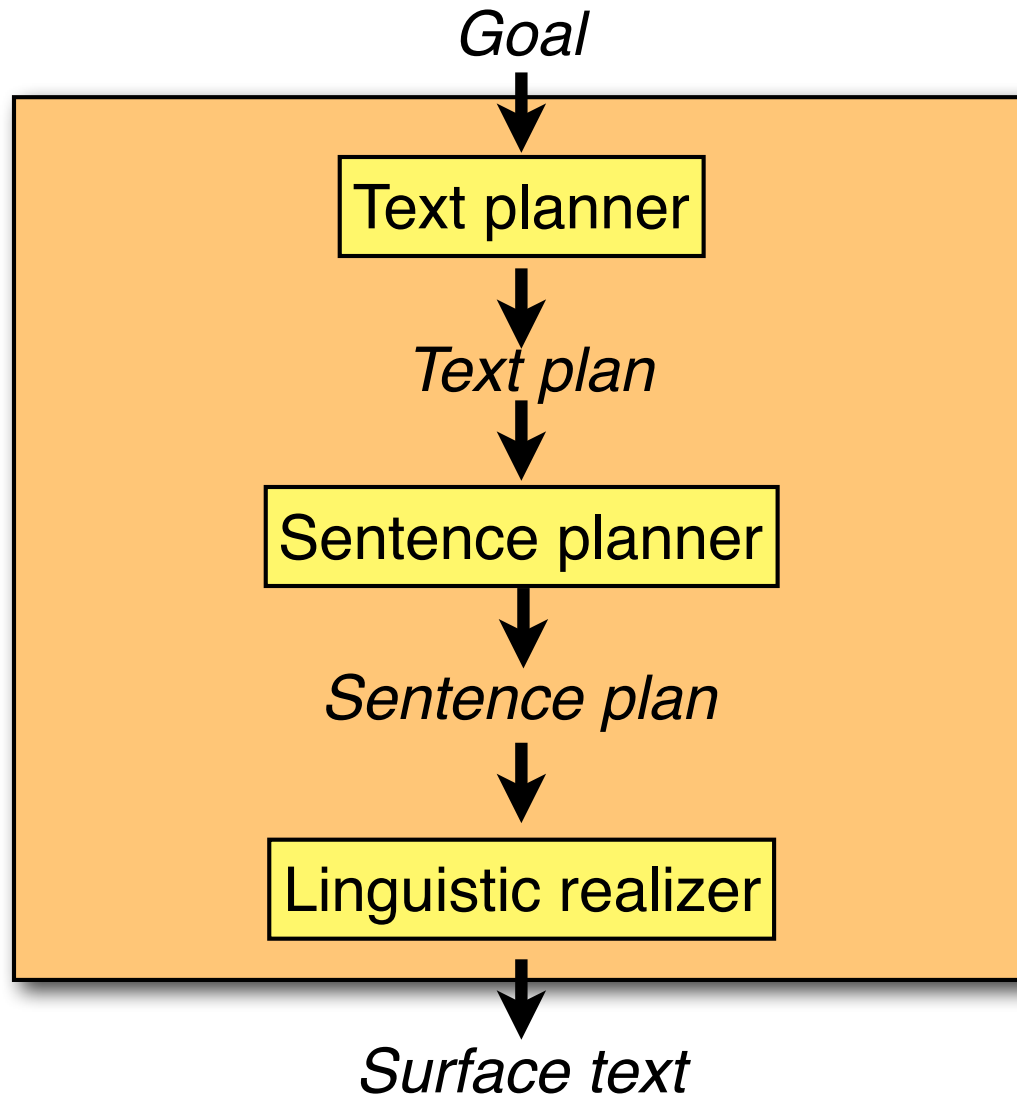 Goal
Text planner
Text plan
Sentence planner
Sentence plan
Linguistic realizer
Surface text